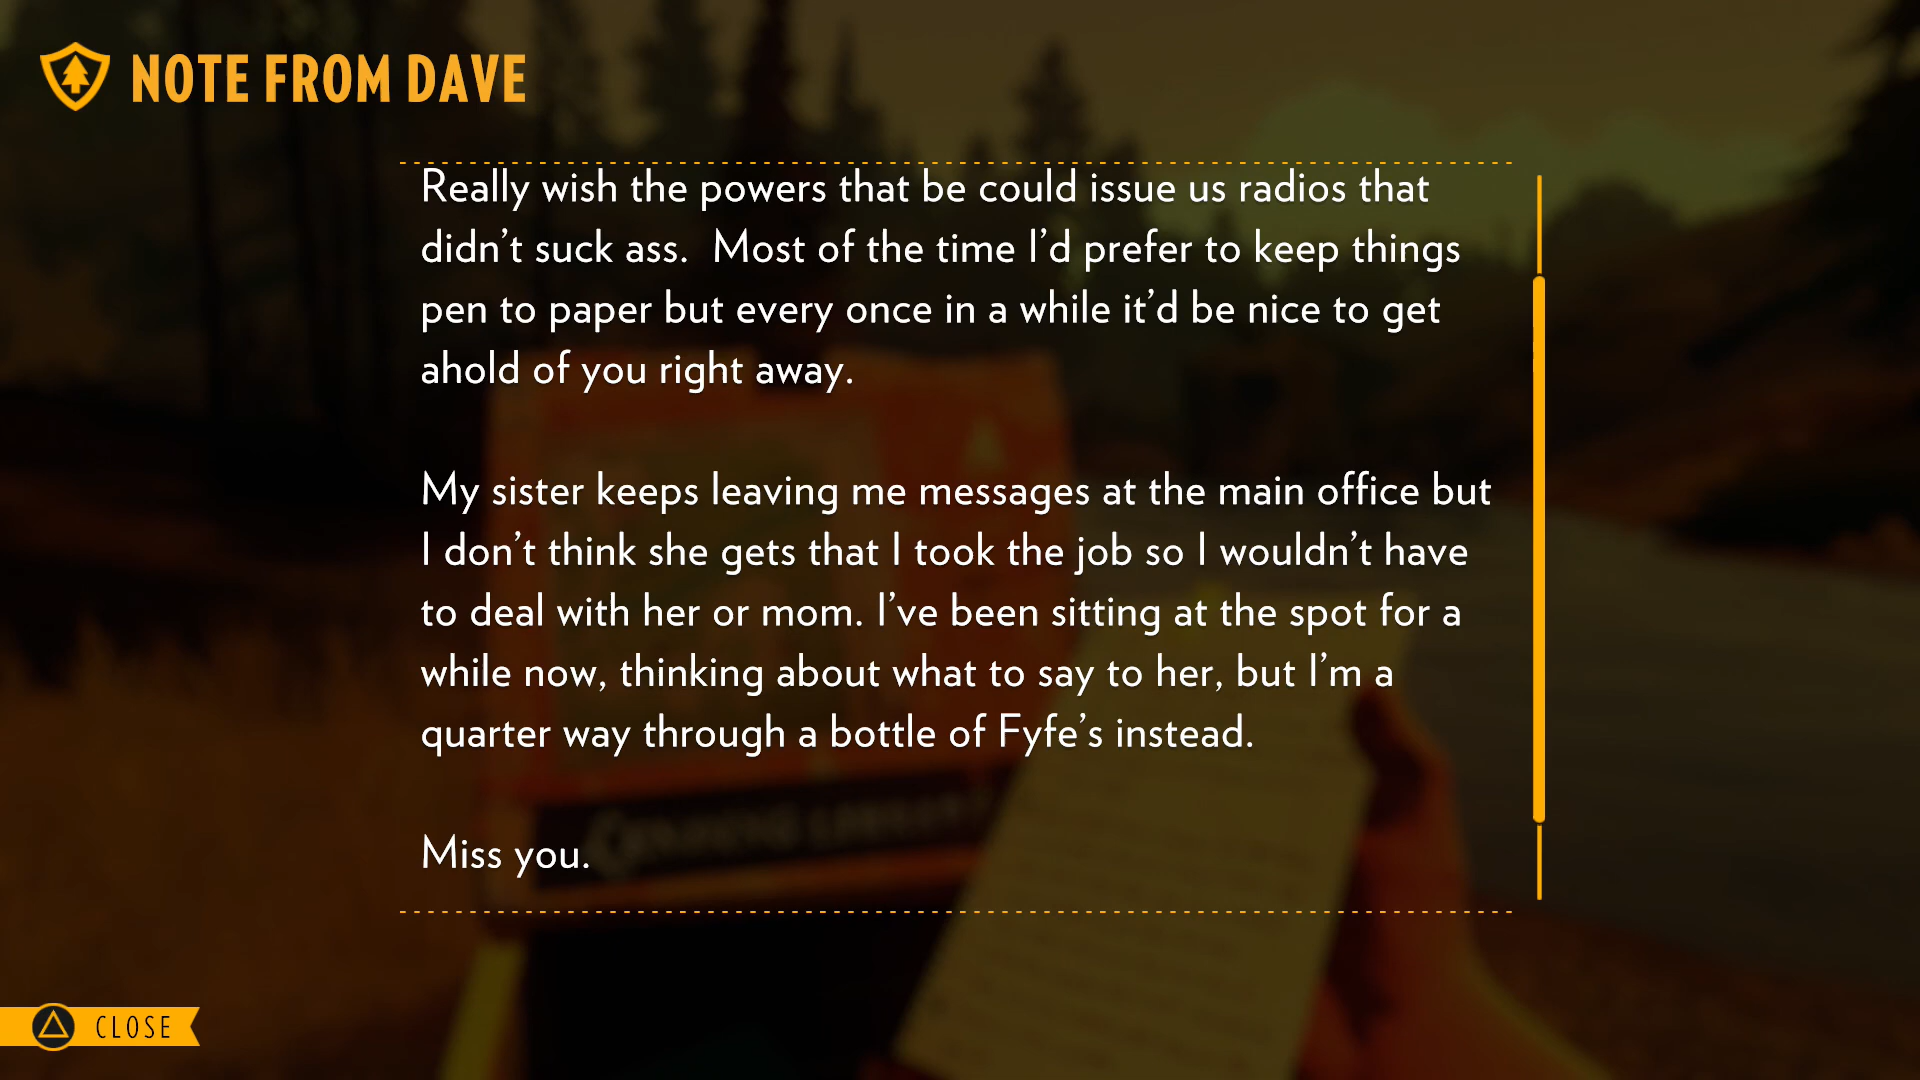 NOTE FROM DAVE
Really wish the powers that be could issue us radios that
didn’t suck ass.  Most of the time I’d prefer to keep things
pen to paper but every once in a while it’d be nice to get
ahold of you right away.
My sister keeps leaving me messages at the main office but
I don’t think she gets that I took the job so I wouldn’t have
to deal with her or mom. I’ve been sitting at the spot for a
while now, thinking about what to say to her, but I’m a
quarter way through a bottle of Fyfe’s instead.
Miss you.
CLOSE